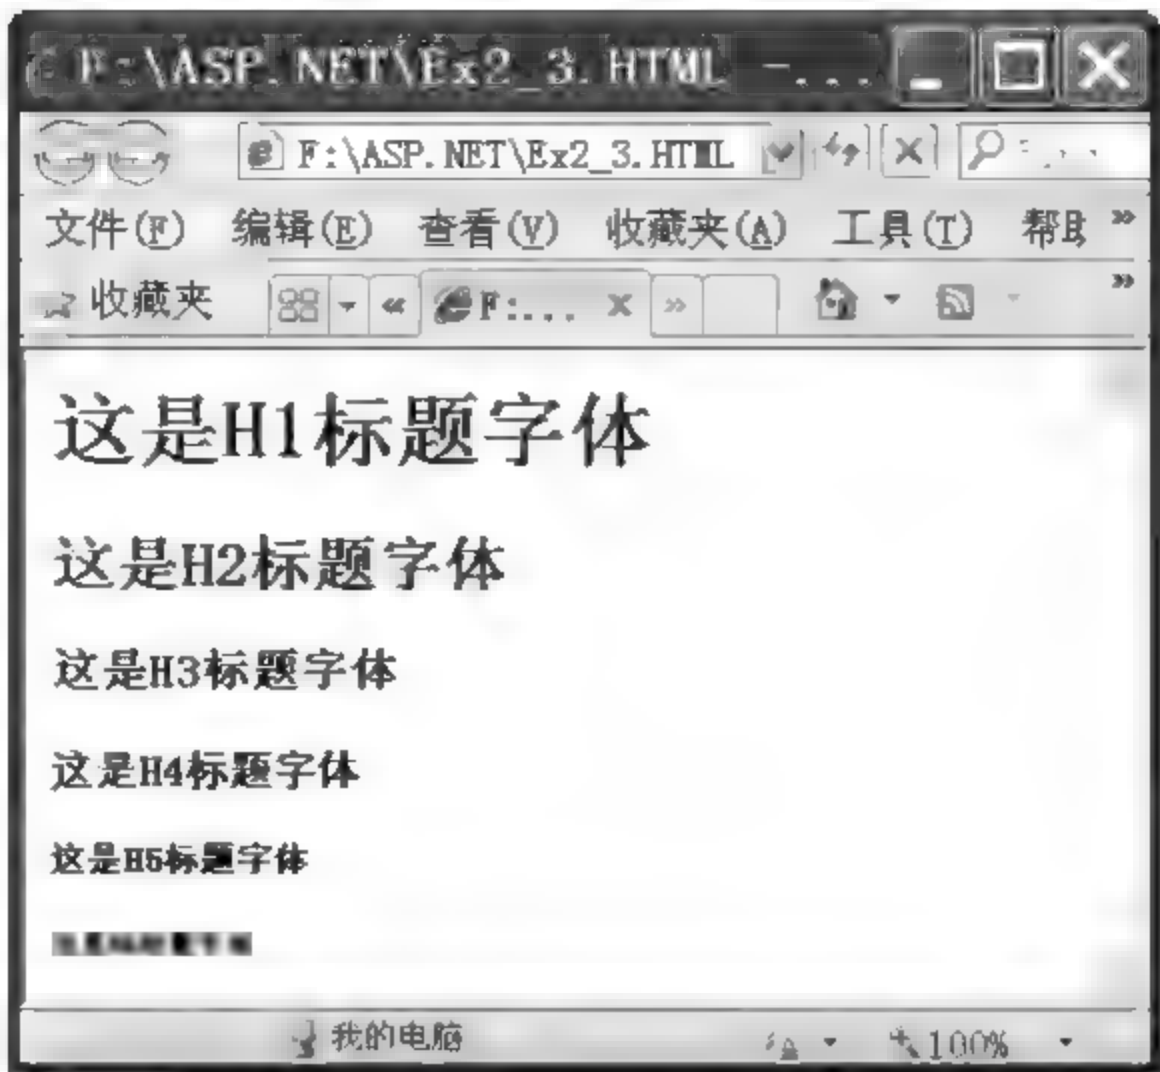 F:\ASP.NET\Ex2_3.HTML - ...
F:\ASP.NET\Ex2_3.HTML
文件(F) 编辑(E) 查看(V) 收藏夹(A) 工具(T) 帮助 »
收藏夹 « F:... »  »
这是H1标题字体
这是H2标题字体
这是H3标题字体
这是H4标题字体
这是H5标题字体
我的电脑 100%